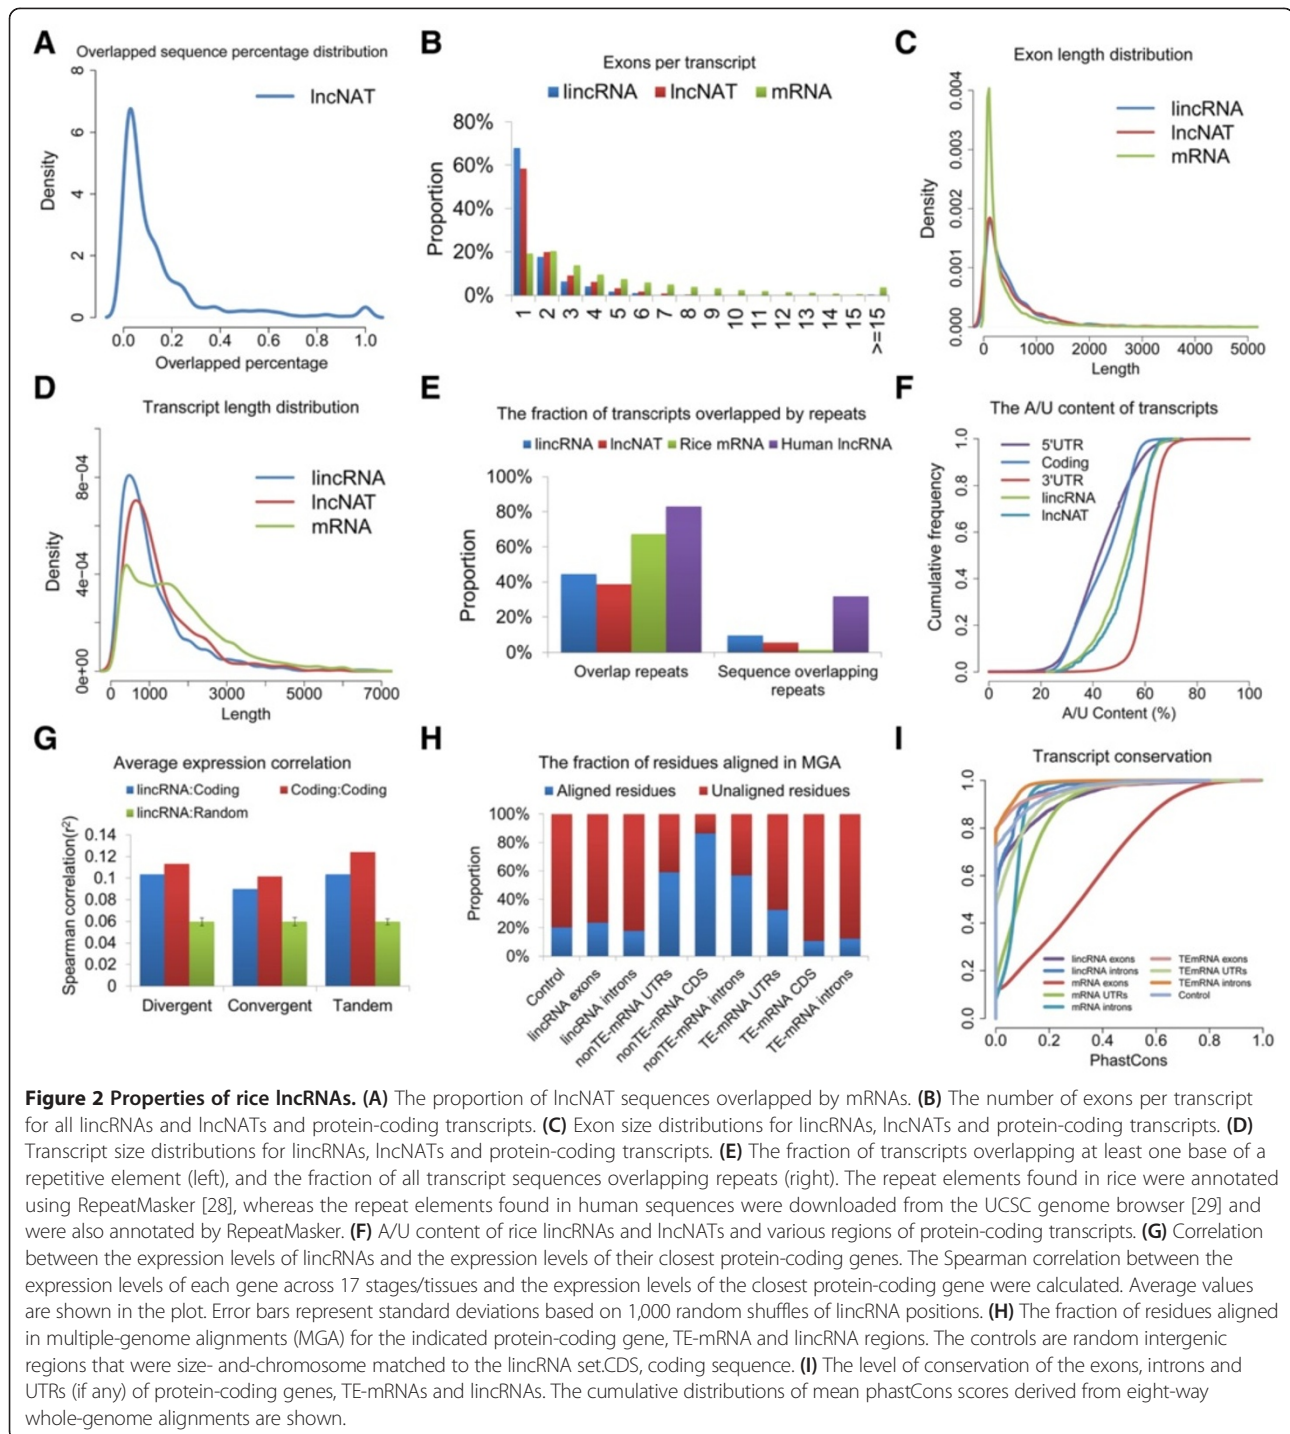 A
Overlapped sequence percentage distribution
lncNAT
Density
8
6
4
2
0
0.0 0.2 0.4 0.6 0.8 1.0
Overlapped percentage
B
Exons per transcript
lincRNA lncNAT mRNA
Proportion
80%
60%
40%
20%
0%
1 2 3 4 5 6 7 8 9 10 11 12 13 14 15 >=15
C
Exon length distribution
lincRNA
lncNAT
mRNA
Density
0.004
0.003
0.002
0.001
0.000
0 1000 2000 3000 4000 5000
Length
D
Transcript length distribution
lincRNA
lncNAT
mRNA
Density
8e−04
4e−04
0e+00
0 1000 3000 5000 7000
Length
E
The fraction of transcripts overlapped by repeats
lincRNA lncNAT Rice mRNA Human lncRNA
Proportion
100%
80%
60%
40%
20%
0%
Overlap repeats
Sequence overlapping
repeats
F
The A/U content of transcripts
5'UTR
Coding
3'UTR
lincRNA
lncNAT
Cumulative frequency
1.0
0.8
0.6
0.4
0.2
0.0
0 20 40 60 80 100
A/U Content (%)
G
Average expression correlation
lincRNA:Coding Coding:Coding
lincRNA:Random
Spearman correlation(r²)
0.14
0.12
0.1
0.08
0.06
0.04
0.02
0
Divergent Convergent Tandem
H
The fraction of residues aligned in MGA
Aligned residues Unaligned residues
Proportion
100%
80%
60%
40%
20%
0%
Control
lincRNA exons
lincRNA introns
nonTE-mRNA UTRs
nonTE-mRNA CDS
nonTE-mRNA introns
TE-mRNA UTRs
TE-mRNA CDS
TE-mRNA introns
I
Transcript conservation
1.0
0.8
0.6
0.4
0.2
0.0
lincRNA exons
lincRNA introns
mRNA exons
mRNA UTRs
mRNA introns
TEmRNA exons
TEmRNA UTRs
TEmRNA introns
Control
0.0 0.2 0.4 0.6 0.8 1.0
PhastCons
Figure 2 Properties of rice lncRNAs. (A) The proportion of lncNAT sequences overlapped by mRNAs. (B) The number of exons per transcript
for all lincRNAs and lncNATs and protein-coding transcripts. (C) Exon size distributions for lincRNAs, lncNATs and protein-coding transcripts. (D)
Transcript size distributions for lincRNAs, lncNATs and protein-coding transcripts. (E) The fraction of transcripts overlapping at least one base of a
repetitive element (left), and the fraction of all transcript sequences overlapping repeats (right). The repeat elements found in rice were annotated
using RepeatMasker [28], whereas the repeat elements found in human sequences were downloaded from the UCSC genome browser [29] and
were also annotated by RepeatMasker. (F) A/U content of rice lincRNAs and lncNATs and various regions of protein-coding transcripts. (G) Correlation
between the expression levels of lincRNAs and the expression levels of their closest protein-coding genes. The Spearman correlation between the
expression levels of each gene across 17 stages/tissues and the expression levels of the closest protein-coding gene were calculated. Average values
are shown in the plot. Error bars represent standard deviations based on 1,000 random shuffles of lincRNA positions. (H) The fraction of residues aligned
in multiple-genome alignments (MGA) for the indicated protein-coding gene, TE-mRNA and lincRNA regions. The controls are random intergenic
regions that were size- and-chromosome matched to the lincRNA set.CDS, coding sequence. (I) The level of conservation of the exons, introns and
UTRs (if any) of protein-coding genes, TE-mRNAs and lincRNAs. The cumulative distributions of mean phastCons scores derived from eight-way
whole-genome alignments are shown.